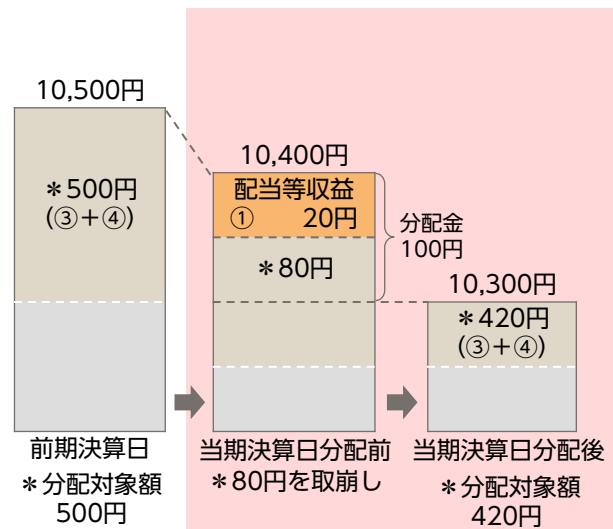 10,500円
＊500円
(③＋④)
前期決算日
＊分配対象額
500円
10,400円
配当等収益
① 20円
＊80円
分配金
100円
当期決算日分配前
＊80円を取崩し
10,300円
＊420円
(③＋④)
当期決算日分配後
＊分配対象額
420円